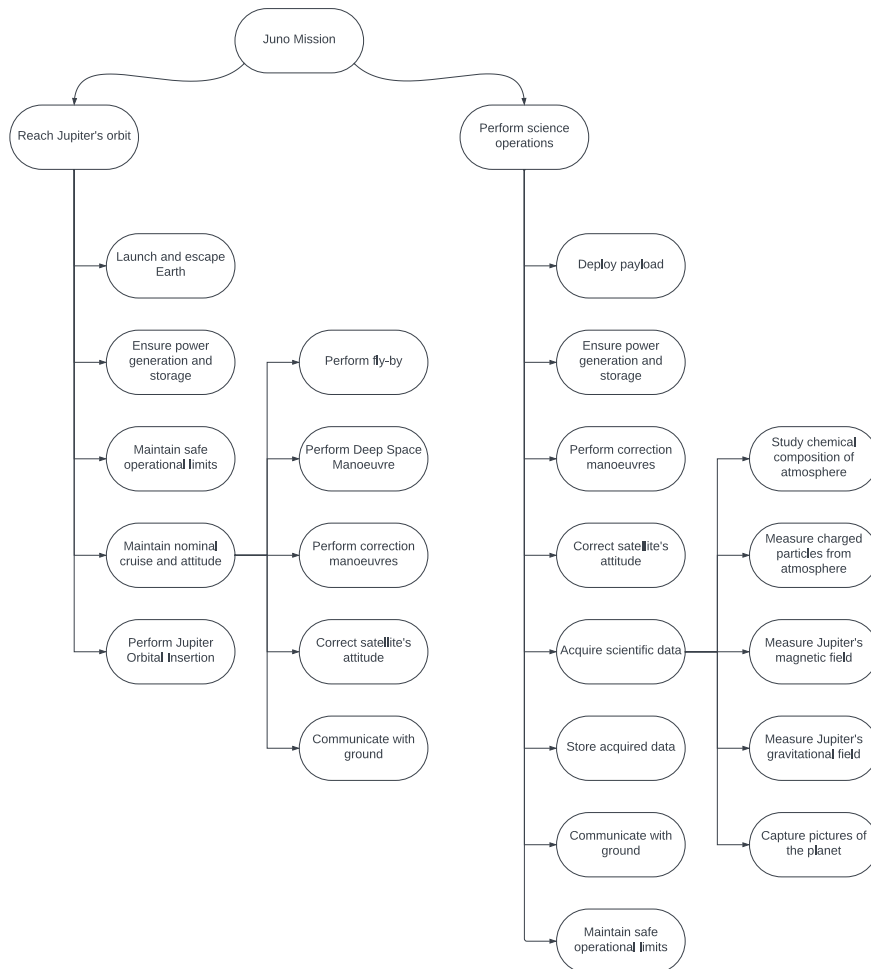 Juno Mission
Reach Jupiter's orbit
Perform science
operations
Launch and escape
Earth
Ensure power
generation and
storage
Maintain safe
operational limits
Maintain nominal
cruise and attitude
Perform Jupiter
Orbital Insertion
Perform fly-by
Perform Deep Space
Manoeuvre
Perform correction
manoeuvres
Correct satellite's
attitude
Communicate with
ground
Deploy payload
Ensure power
generation and
storage
Perform correction
manoeuvres
Correct satellite's
attitude
Acquire scientific data
Store acquired data
Communicate with
ground
Maintain safe
operational limits
Study chemical
composition of
atmosphere
Measure charged
particles from
atmosphere
Measure Jupiter's
magnetic field
Measure Jupiter's
gravitational field
Capture pictures of
the planet